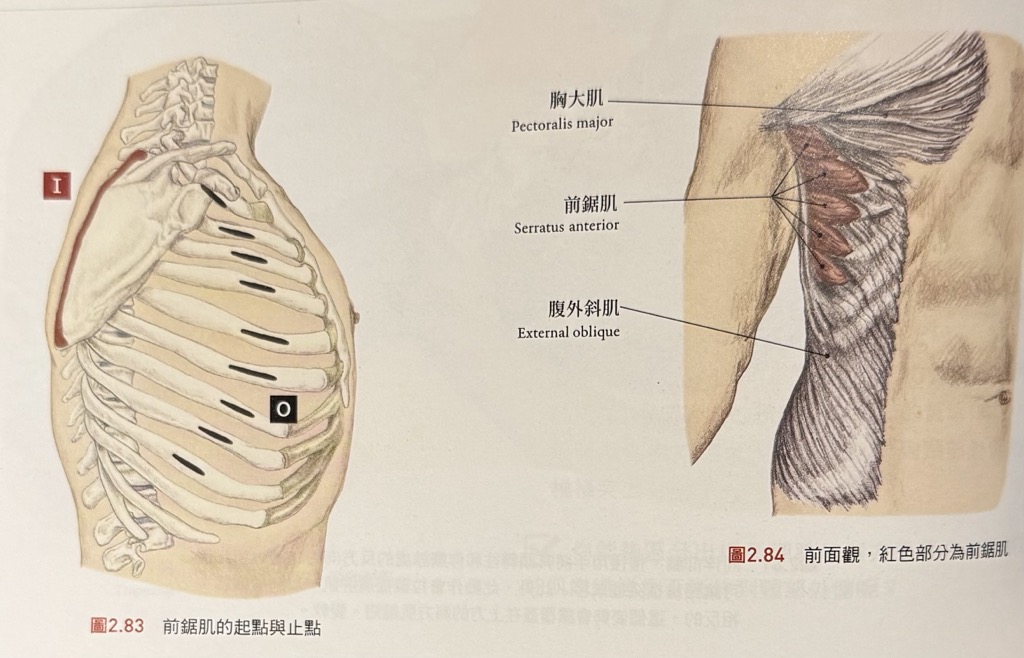 I
O
圖2.83 前鋸肌的起點與止點
胸大肌
Pectoralis major
前鋸肌
Serratus anterior
腹外斜肌
External oblique
圖2.84 前面觀，紅色部分為前鋸肌